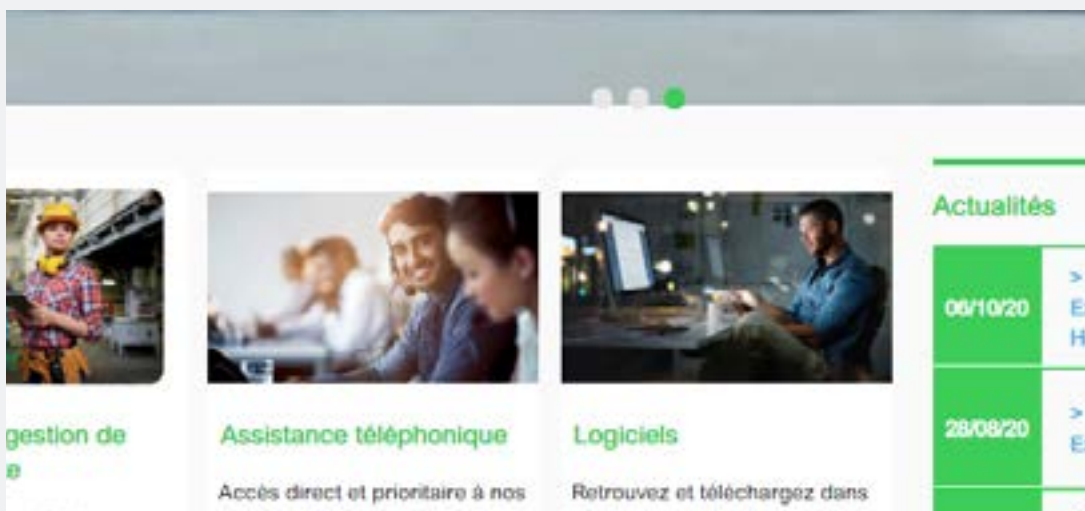 gestion de
e
Assistance téléphonique
Accès direct et prioritaire à nos
Logiciels
Retrouvez et téléchargez dans
Actualités
06/10/20
>
E
H
28/08/20
>
E